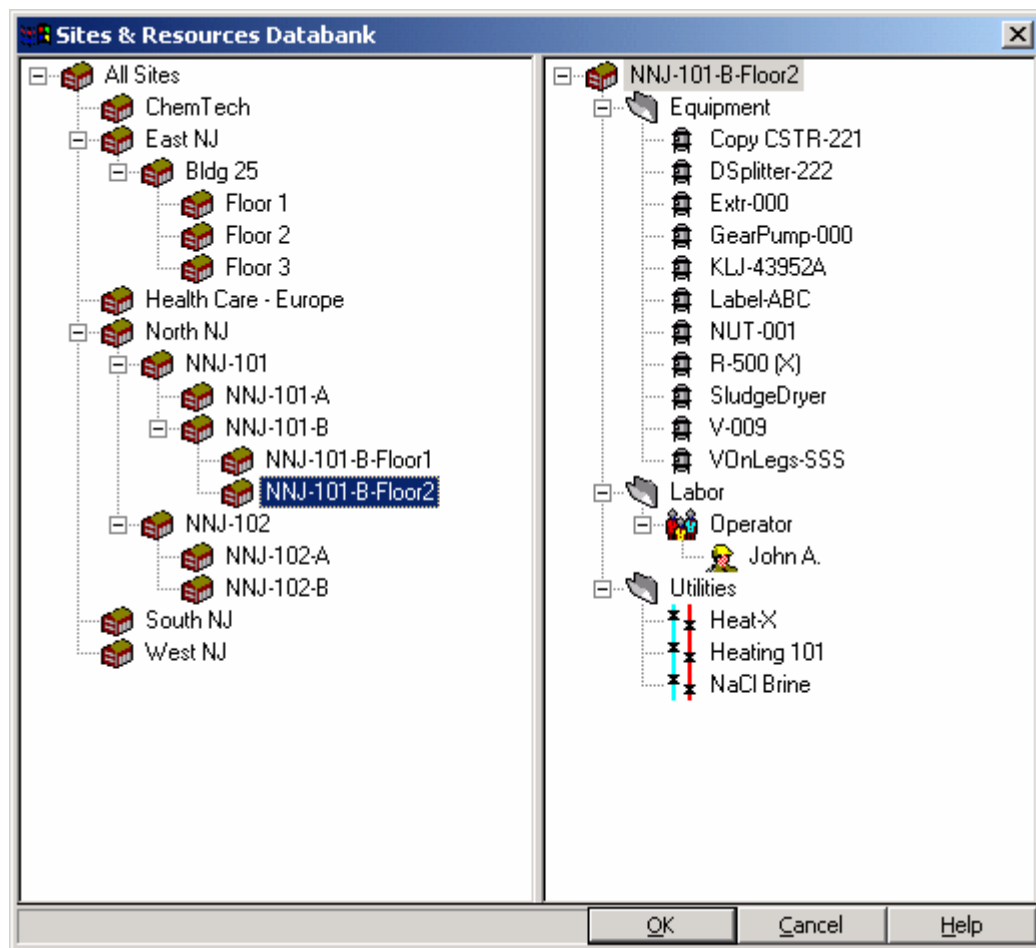 Sites & Resources Databank
All Sites
ChemTech
East NJ
Bldg 25
Floor 1
Floor 2
Floor 3
Health Care - Europe
North NJ
NNJ-101
NNJ-101-A
NNJ-101-B
NNJ-101-B-Floor1
NNJ-101-B-Floor2
NNJ-102
NNJ-102-A
NNJ-102-B
South NJ
West NJ
NNJ-101-B-Floor2
Equipment
Copy CSTR-221
DSplitter-222
Extr-000
GearPump-000
KLJ-43952A
Label-ABC
NUT-001
R-500 (X)
SludgeDryer
V-009
VOnLegs-SSS
Labor
Operator
John A.
Utilities
Heat-X
Heating 101
NaCl Brine
OK Cancel Help